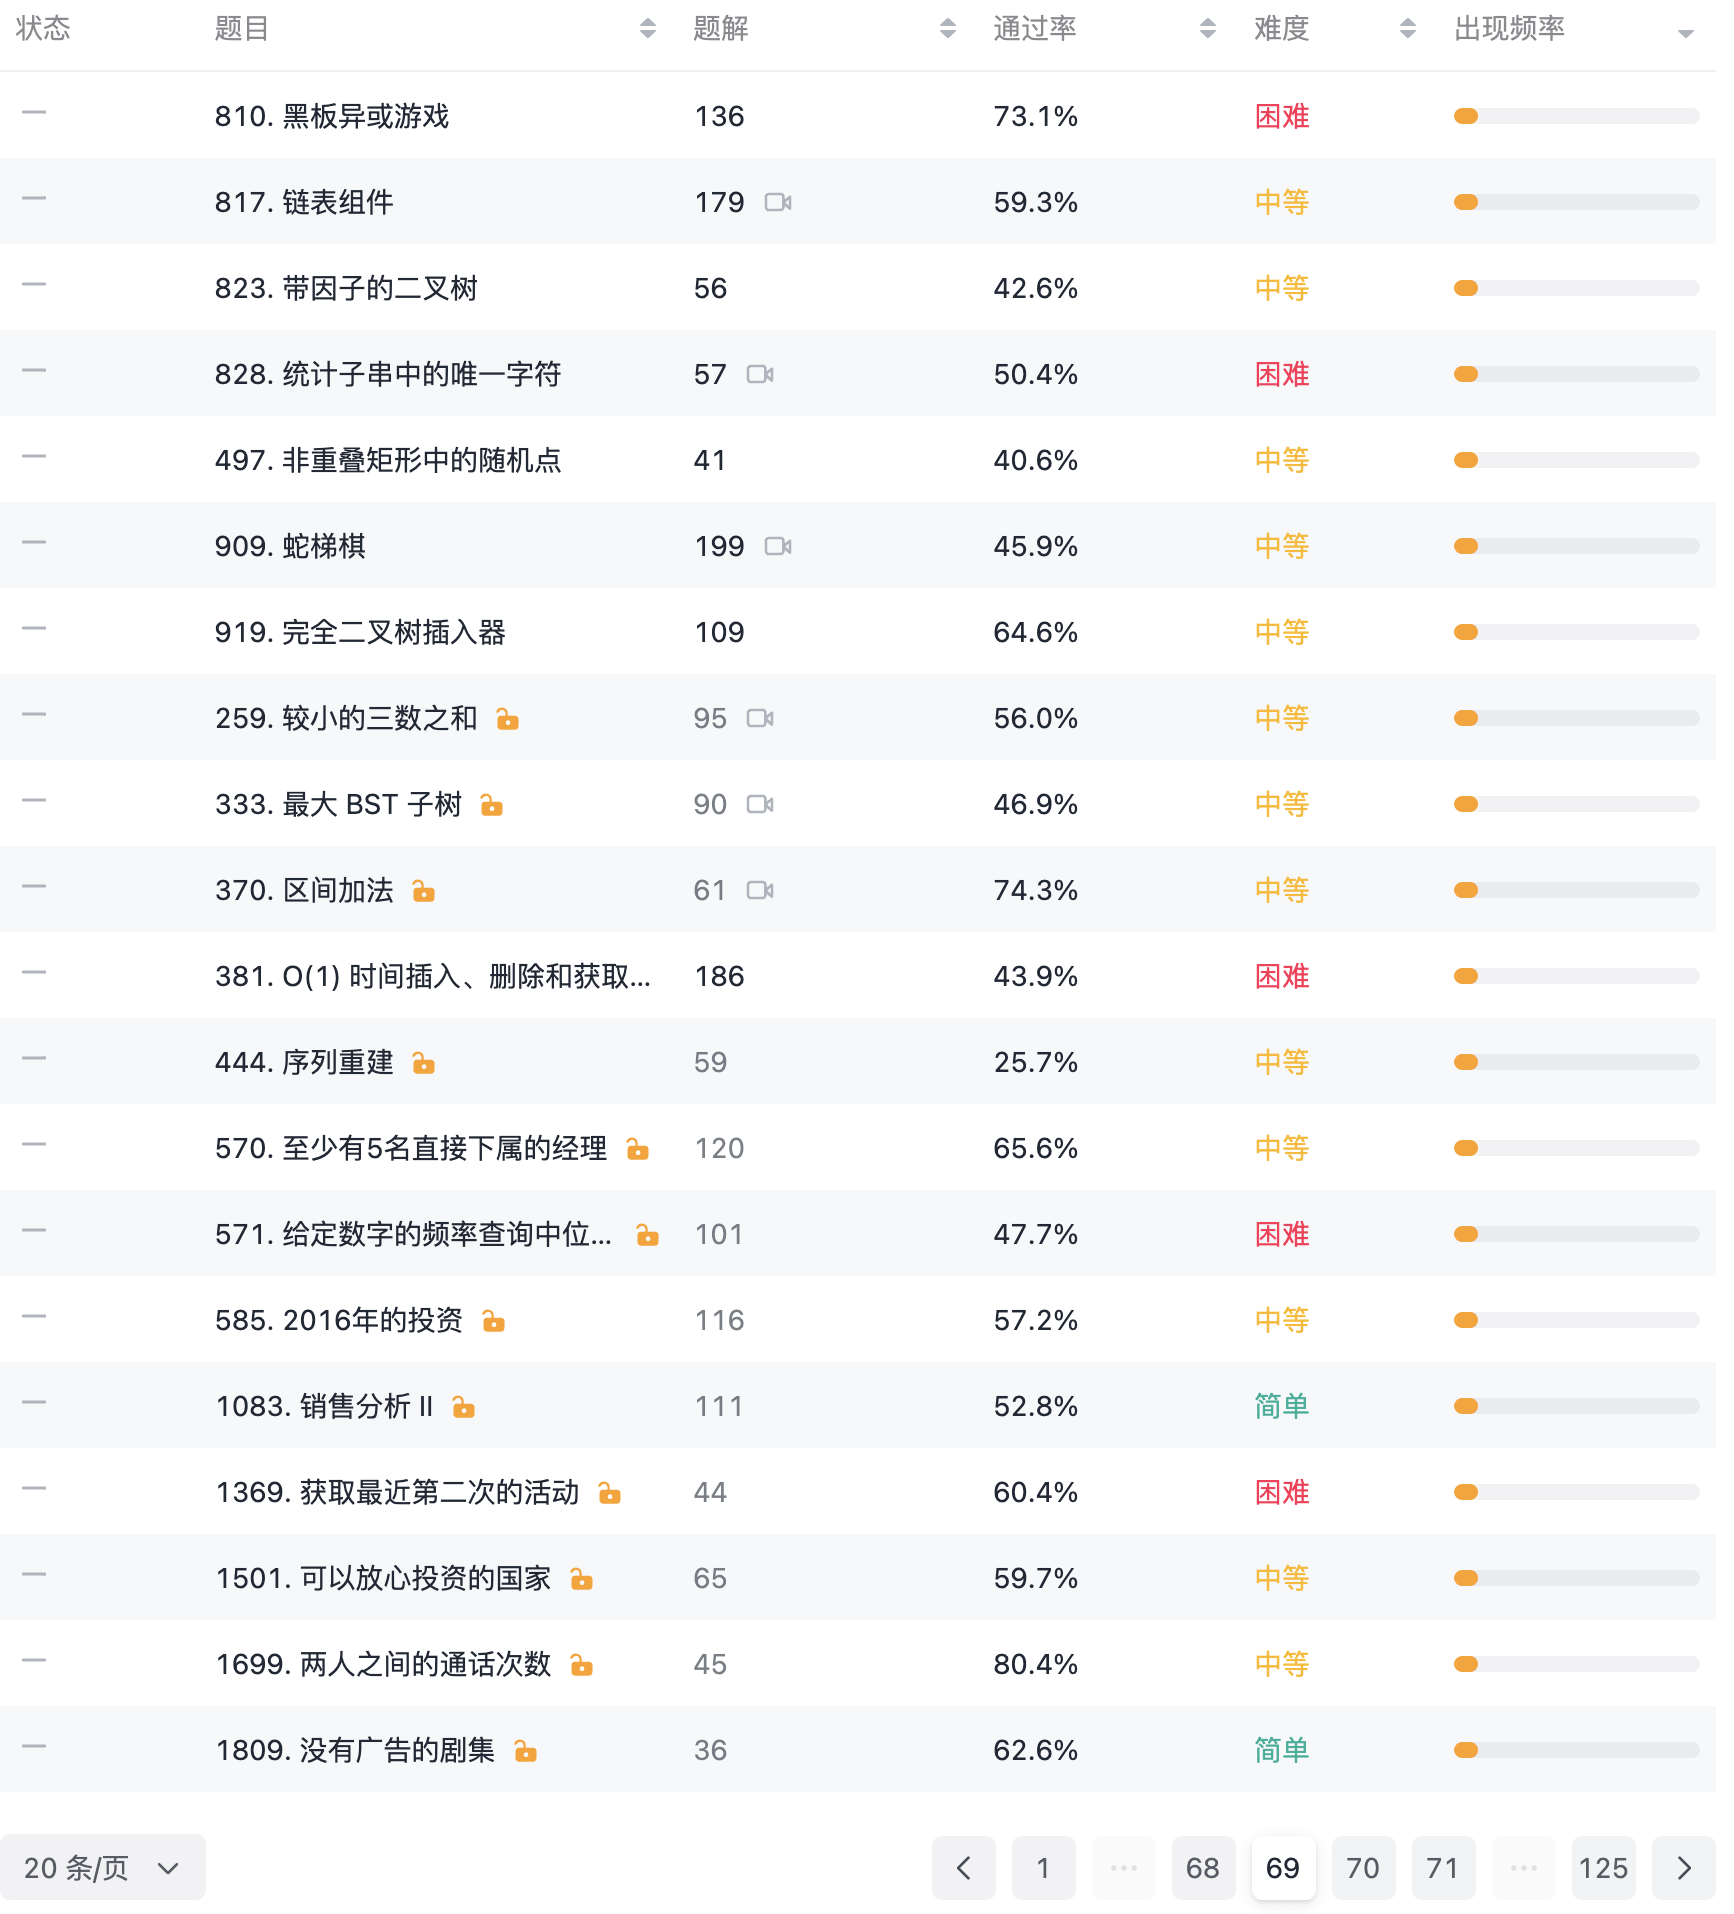 状态 题目 题解 通过率 难度 出现频率
810. 黑板异或游戏 136 73.1% 困难
817. 链表组件 179 59.3% 中等
823. 带因子的二叉树 56 42.6% 中等
828. 统计子串中的唯一字符 57 50.4% 困难
497. 非重叠矩形中的随机点 41 40.6% 中等
909. 蛇梯棋 199 45.9% 中等
919. 完全二叉树插入器 109 64.6% 中等
259. 较小的三数之和 95 56.0% 中等
333. 最大 BST 子树 90 46.9% 中等
370. 区间加法 61 74.3% 中等
381. O(1) 时间插入、删除和获取... 186 43.9% 困难
444. 序列重建 59 25.7% 中等
570. 至少有5名直接下属的经理 120 65.6% 中等
571. 给定数字的频率查询中位... 101 47.7% 困难
585. 2016年的投资 116 57.2% 中等
1083. 销售分析 II 111 52.8% 简单
1369. 获取最近第二次的活动 44 60.4% 困难
1501. 可以放心投资的国家 65 59.7% 中等
1699. 两人之间的通话次数 45 80.4% 中等
1809. 没有广告的剧集 36 62.6% 简单
20 条/页 1 ... 68 69 70 71 ... 125